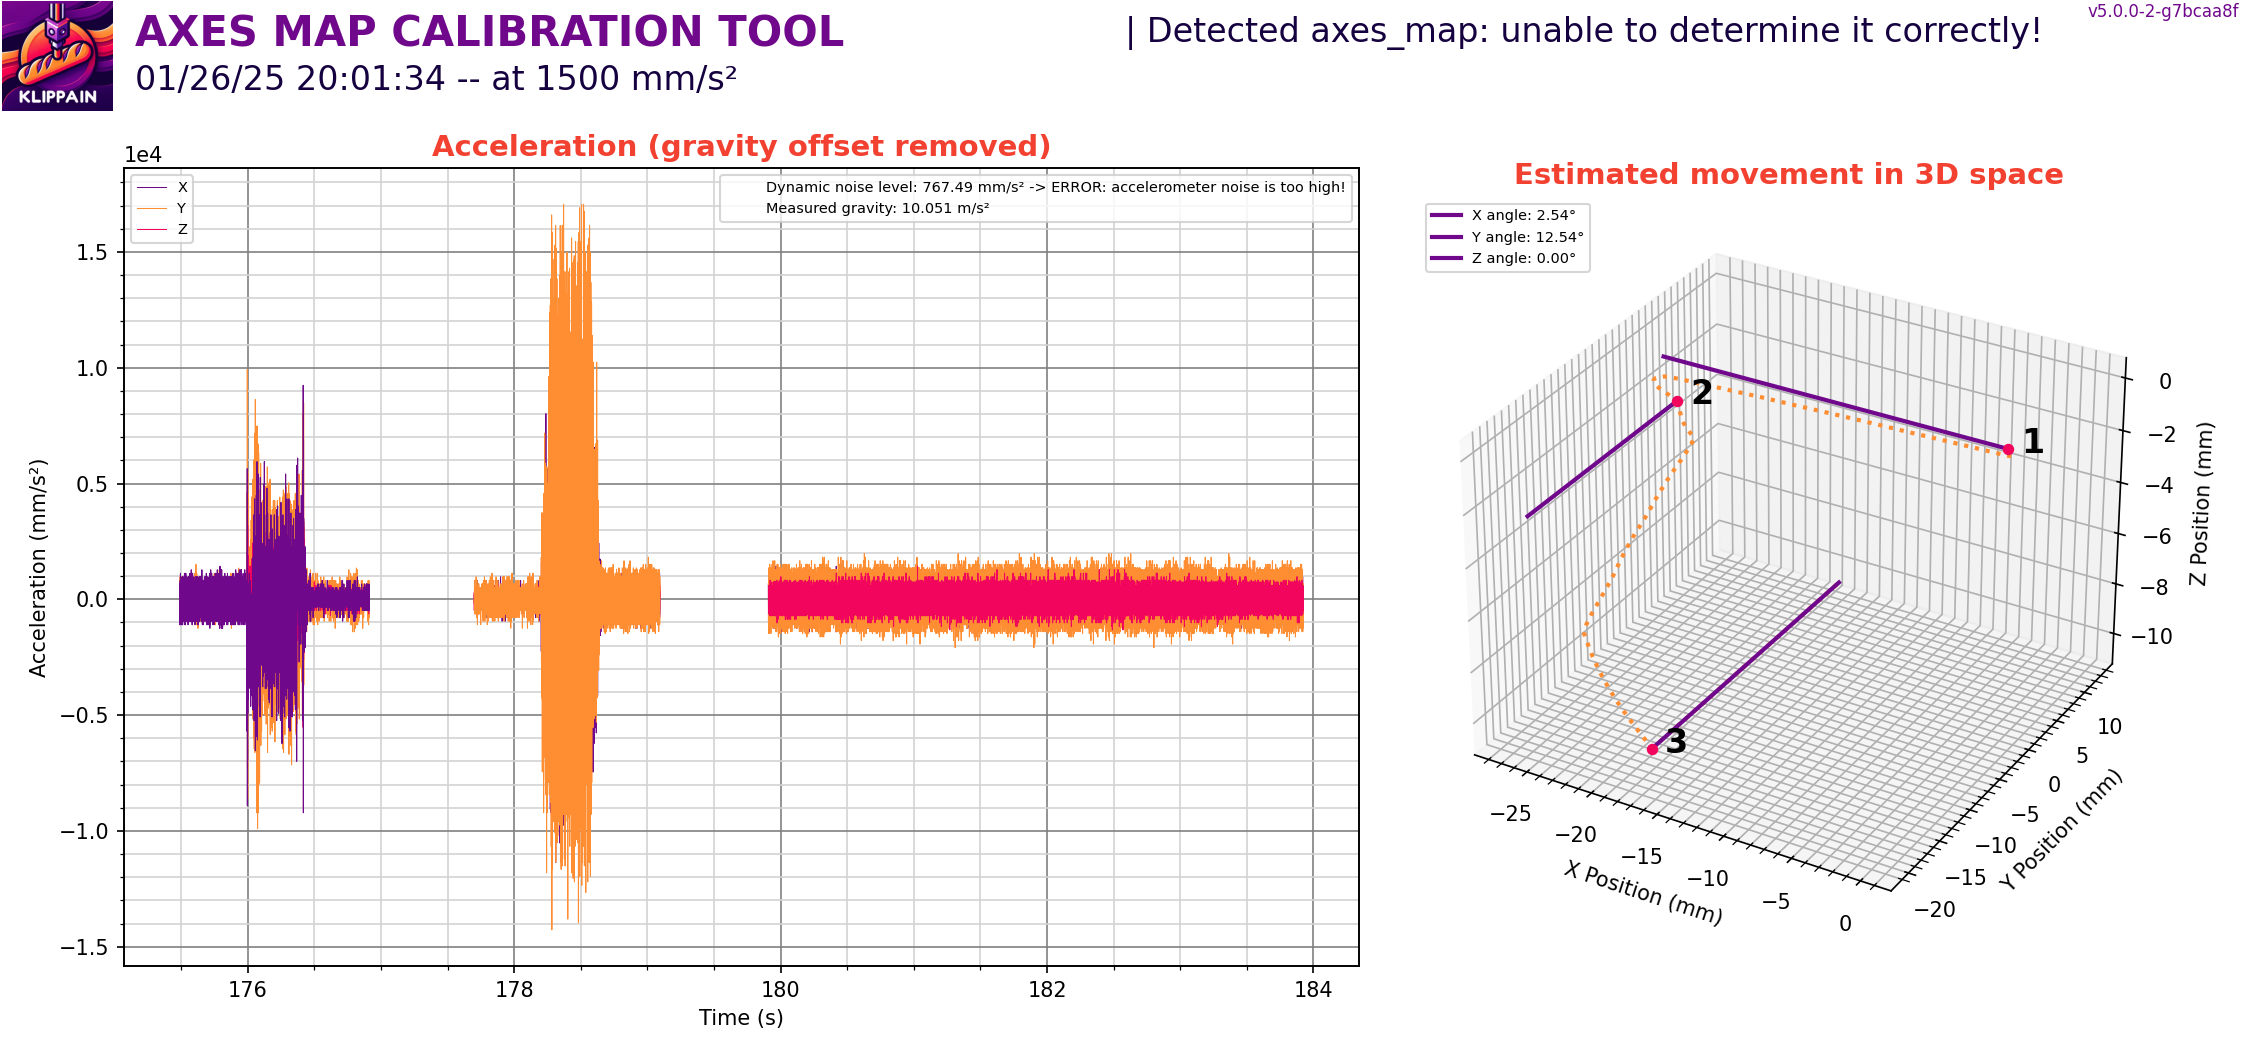 KLIPPAIN
AXES MAP CALIBRATION TOOL
01/26/25 20:01:34 -- at 1500 mm/s²
| Detected axes_map: unable to determine it correctly!
v5.0.0-2-g7bcaa8f
Acceleration (gravity offset removed)
1e4
X
Y
Z
Dynamic noise level: 767.49 mm/s² -> ERROR: accelerometer noise is too high!
Measured gravity: 10.051 m/s²
Acceleration (mm/s²)
1.5
1.0
0.5
0.0
−0.5
−1.0
−1.5
176
178
180
182
184
Time (s)
Estimated movement in 3D space
X angle: 2.54°
Y angle: 12.54°
Z angle: 0.00°
1
2
3
0
−2
−4
−6
−8
−10
Z Position (mm)
−25
−20
−15
−10
−5
0
X Position (mm)
10
5
0
−5
−10
−15
−20
Y Position (mm)